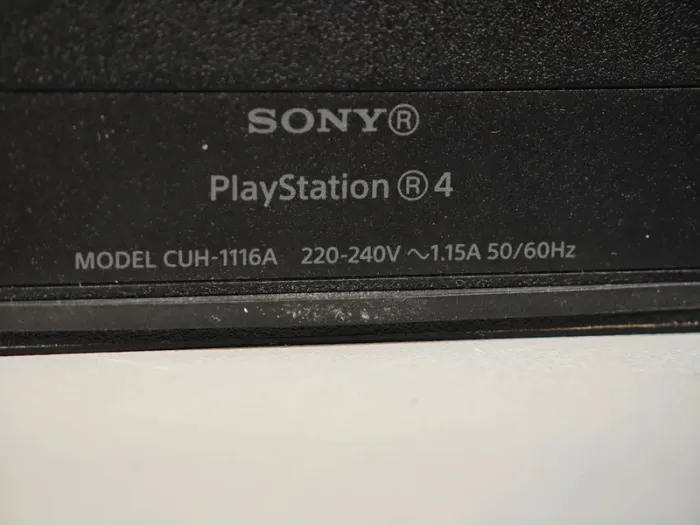 SONY®
PlayStation ®4
MODEL CUH-1116A 220-240V ~1.15A 50/60Hz